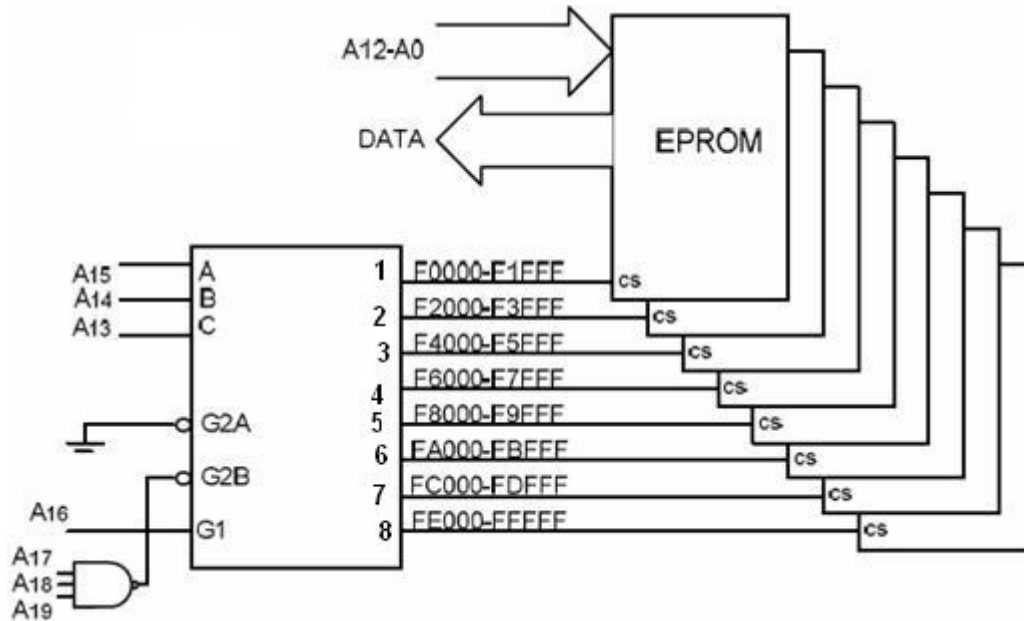 A12-A0
DATA
EPROM
A15
A14
A13
A
B
C
G2A
G2B
G1
A16
A17
A18
A19
1 F0000-F1FFF CS
2 F2000-F3FFF CS
3 F4000-F5FFF CS
4 F6000-F7FFF CS
5 F8000-F9FFF CS
6 FA000-FBFFF CS
7 FC000-FDFFF CS
8 FE000-FFFFF CS